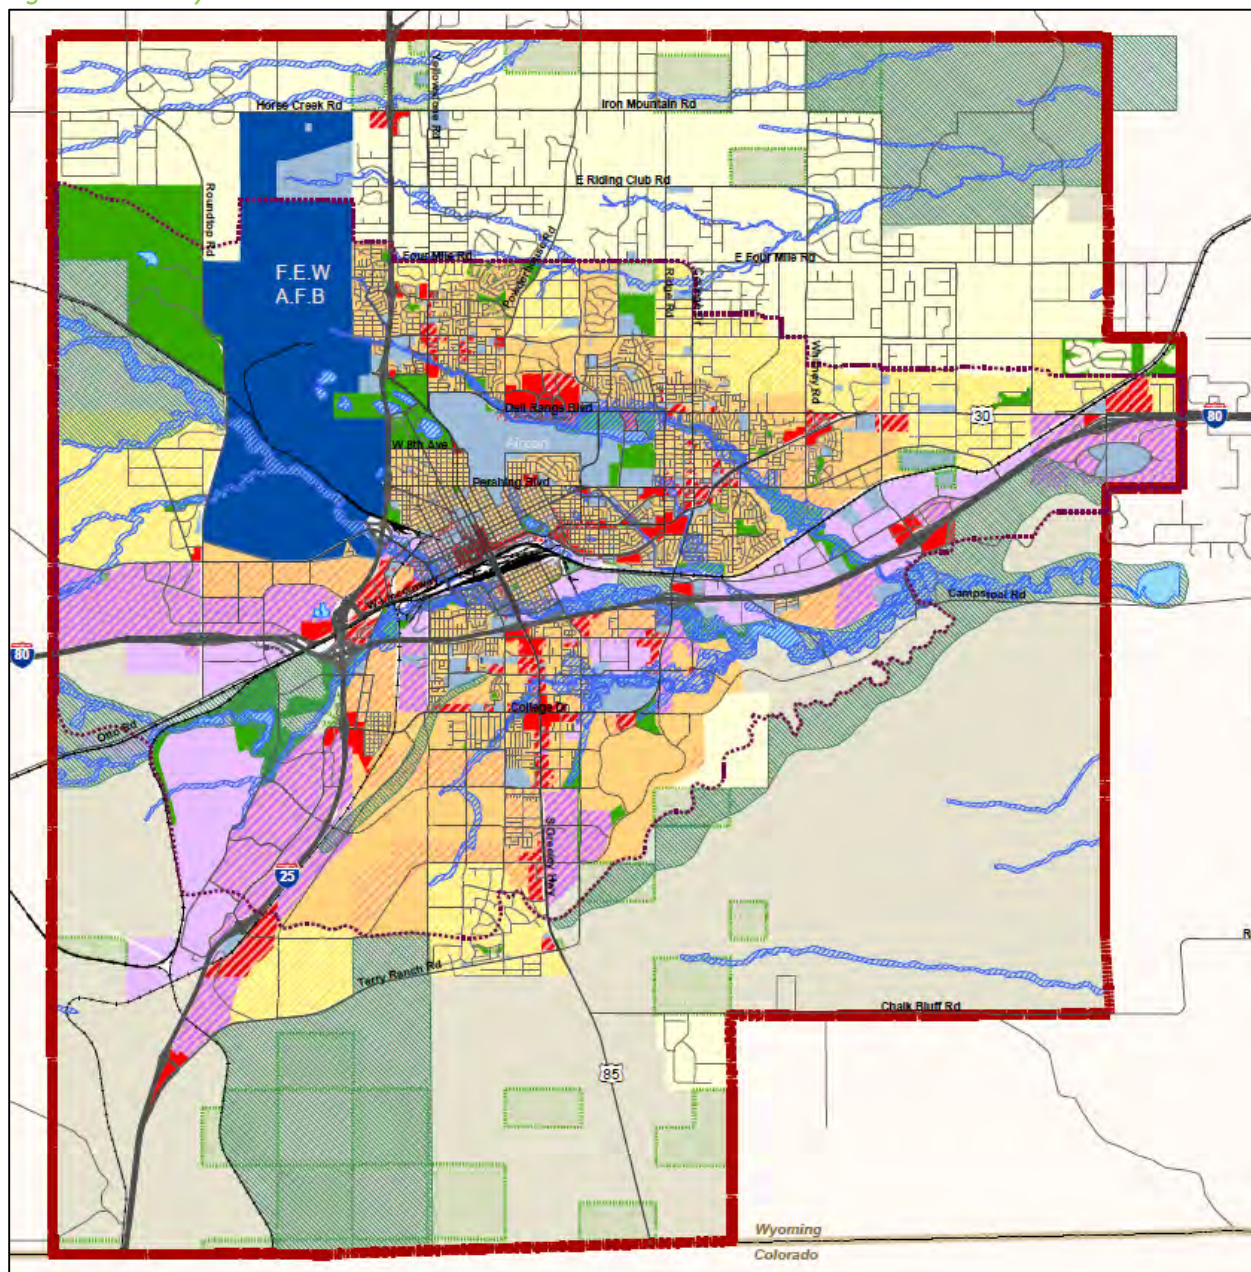 Horse Creek Rd
Yellowstone Rd
Iron Mountain Rd
E Riding Club Rd
Roundtop Rd
Powderhouse Rd
Four Mile Rd
E Four Mile Rd
F.E.W
A.F.B
Ridge Rd
Whitney Rd
Dell Range Blvd
30
80
W 8th Ave
Airport
Pershing Blvd
Campstool Rd
80
Otto Rd
College Dr
S Greeley Hwy
25
Terry Ranch Rd
R
Chalk Bluff Rd
85
Wyoming
Colorado